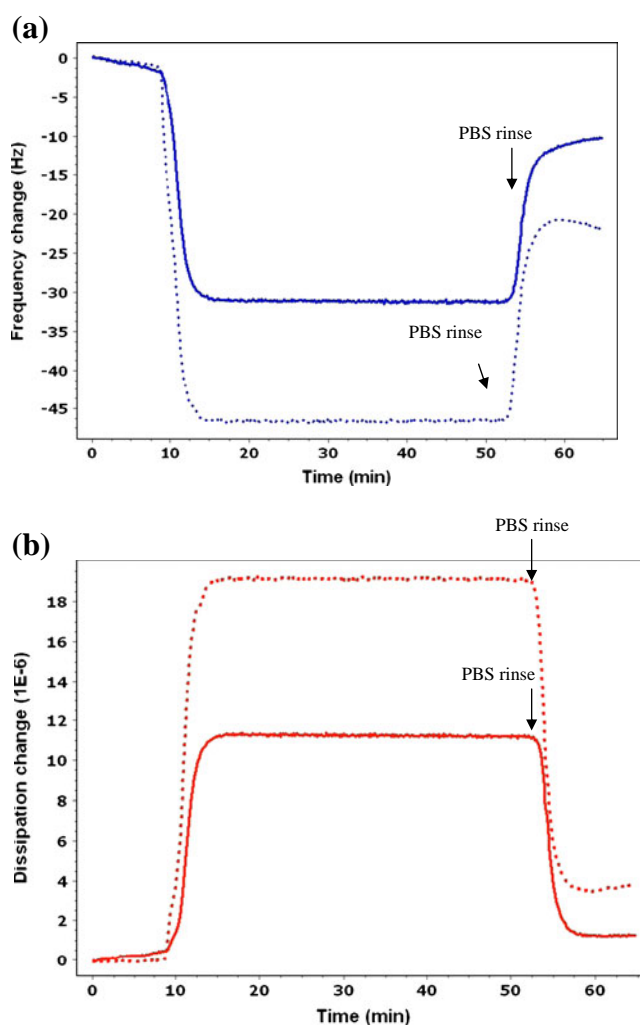 (a)
0
-5
-10
-15
-20
-25
-30
-35
-40
-45
Frequency change (Hz)
PBS rinse
PBS rinse
0 10 20 30 40 50 60
Time (min)
(b)
PBS rinse
18
16
14
12
10
8
6
4
2
0
Dissipation change (1E-6)
PBS rinse
0 10 20 30 40 50 60
Time (min)